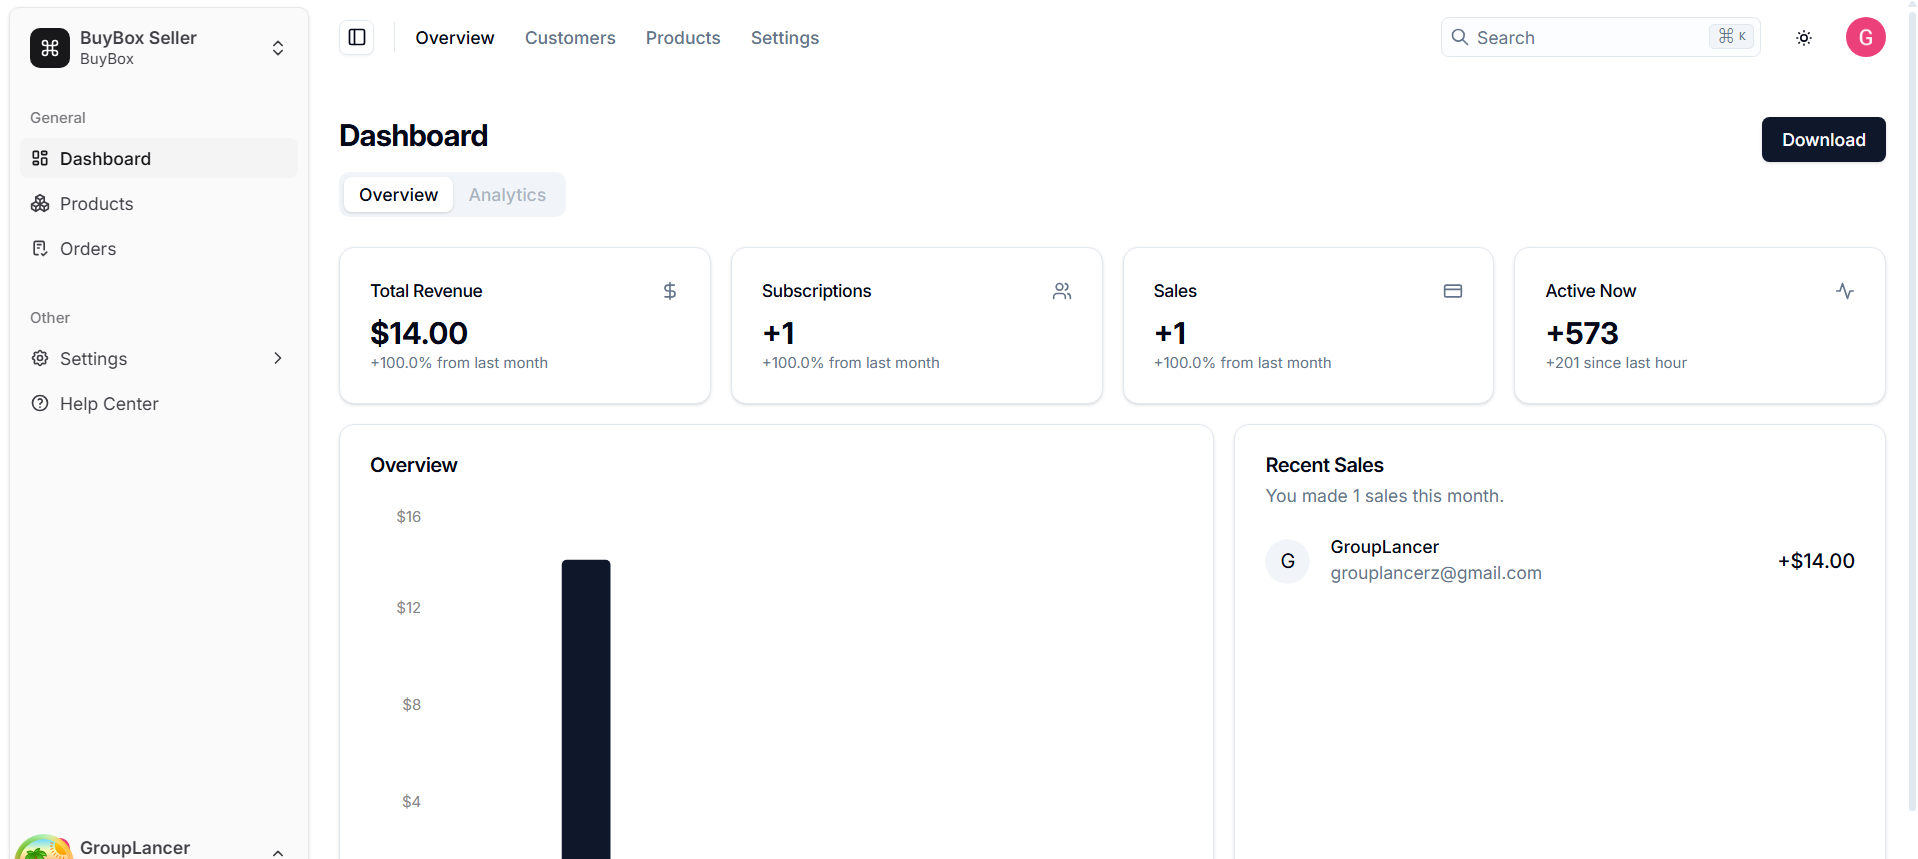 BuyBox Seller
BuyBox
General
Dashboard
Products
Orders
Other
Settings
Help Center
GroupLancer
Overview Customers Products Settings
Search ⌘ K
G
Dashboard
Download
Overview Analytics
Total Revenue
$14.00
+100.0% from last month
Subscriptions
+1
+100.0% from last month
Sales
+1
+100.0% from last month
Active Now
+573
+201 since last hour
Overview
$16
$12
$8
$4
Recent Sales
You made 1 sales this month.
G
GroupLancer
grouplancerz@gmail.com
+$14.00